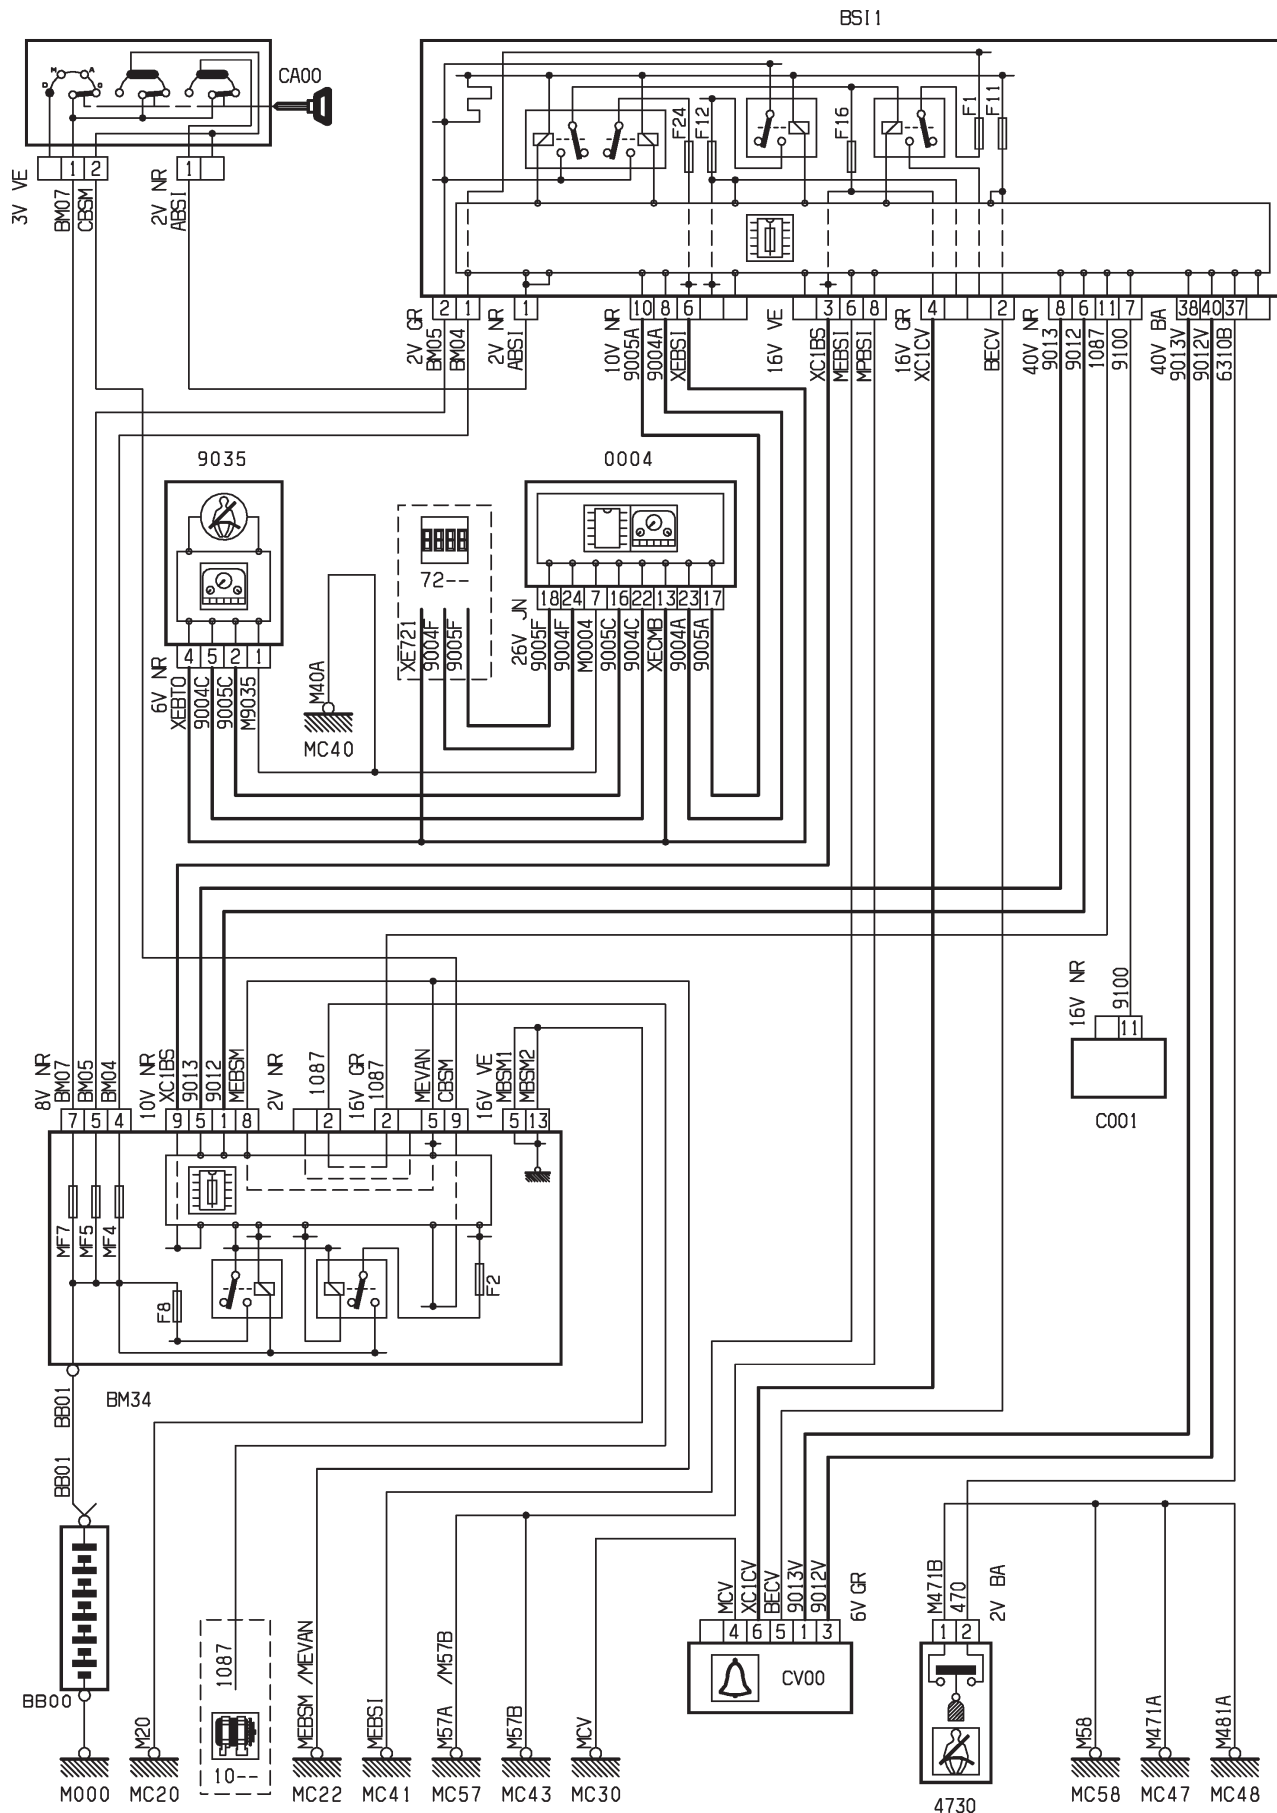 BSI1
CA00
M A
D D
1 2
1
3V VE
BM07
CBSM
2V NR
ABSI
F24
F12
F16
F1
F11
2 1
1
10 8 6
3 6 8
4 2
8 6 11 7
38 40 37
2V GR
BM05
BM04
2V NR
ABSI
10V NR
9005A
9004A
XEBSI
16V VE
XC1BS
MEBSI
MPBSI
16V GR
XC1CV
BECV
40V NR
9013
9012
1087
9100
40V BA
9013V
9012V
6310B
9035
0004
72--
4 5 2 1
6V NR
XEBTO
9004C
9005C
M9035
M40A
MC40
XE721
9004F
9005F
18 24 7 16 22 13 23 17
26V JN
9005F
9004F
M0004
9005C
9004C
XECMB
9004A
9005A
16V NR
9100
11
C001
8V NR
BM07
BM05
BM04
10V NR
XC1BS
9013
9012
MEBSM
2V NR
1087
16V GR
1087
MEVAN
CBSM
16V VE
MBSM1
MBSM2
7 5 4
9 5 1 8
2
2 5 9
5 13
MF7
MF5
MF4
F8
F2
BM34
BB01
BB01
BB00
M20
1087
10--
MEBSM /MEVAN
MEBSI
M57A /M57B
M57B
MCV
MCV
XC1CV
BECV
9013V
9012V
6V GR
4 6 5 1 3
CV00
M471B
470
2V BA
1 2
4730
M58
M471A
M481A
M000
MC20
MC22
MC41
MC57
MC43
MC30
MC58
MC47
MC48